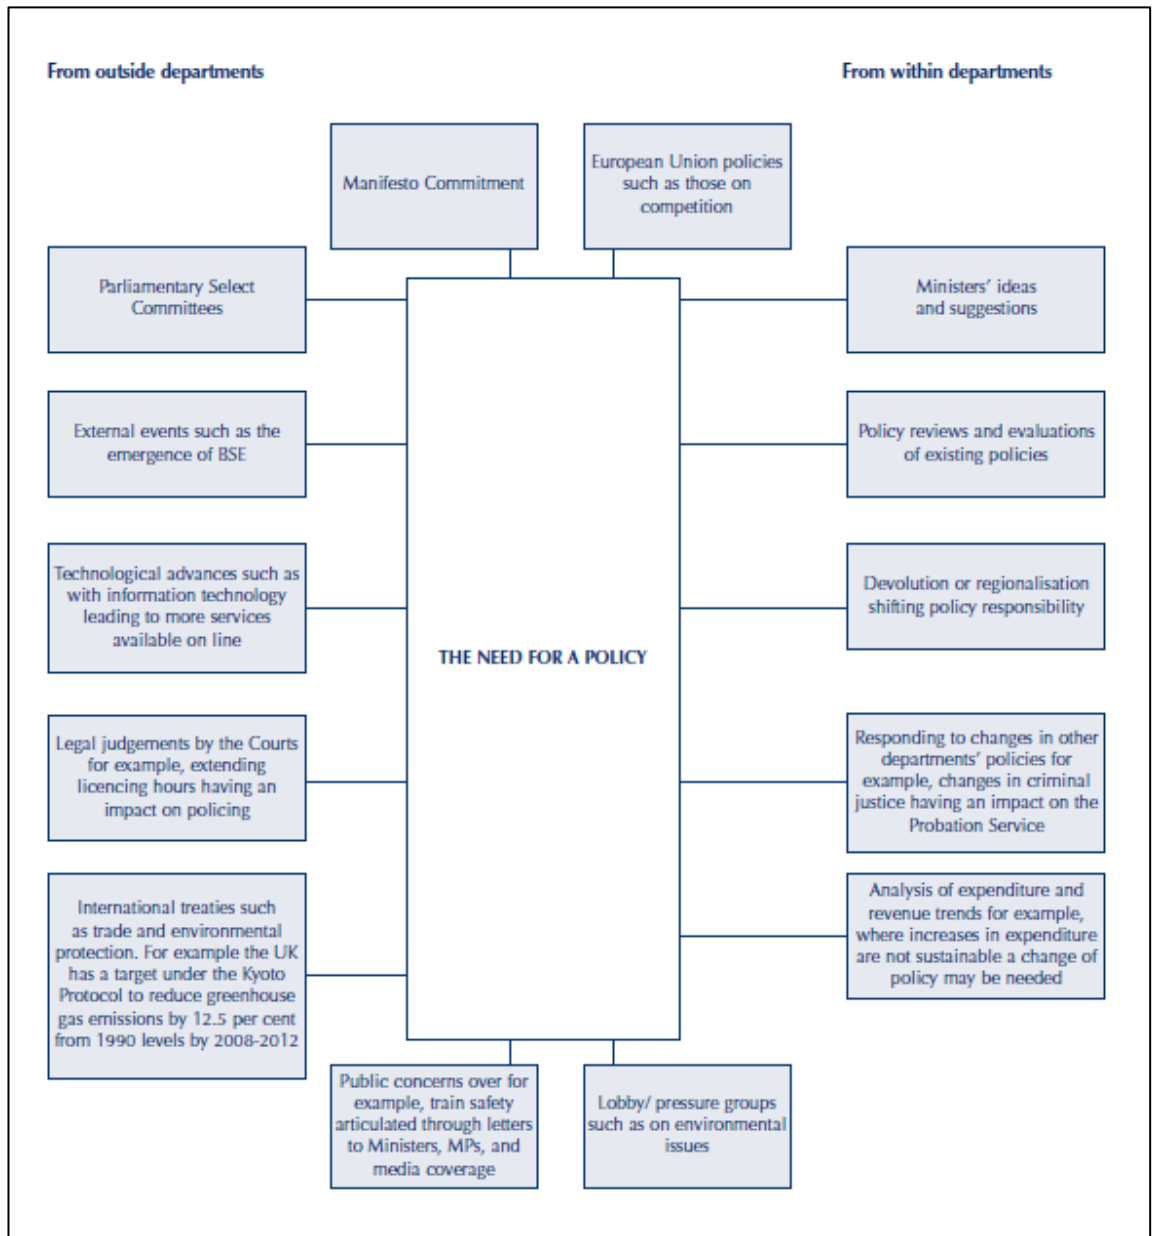 From outside departments
From within departments
Manifesto Commitment
European Union policies
such as those on
competition
Parliamentary Select
Committees
Ministers' ideas
and suggestions
External events such as the
emergence of BSE
Policy reviews and evaluations
of existing policies
Technological advances such as
with information technology
leading to more services
available on line
Devolution or regionalisation
shifting policy responsibility
THE NEED FOR A POLICY
Legal judgements by the Courts
for example, extending
licencing hours having an
impact on policing
Responding to changes in other
departments' policies for
example, changes in criminal
justice having an impact on the
Probation Service
International treaties such
as trade and environmental
protection. For example the UK
has a target under the Kyoto
Protocol to reduce greenhouse
gas emissions by 12.5 per cent
from 1990 levels by 2008-2012
Analysis of expenditure and
revenue trends for example,
where increases in expenditure
are not sustainable a change of
policy may be needed
Public concerns over for
example, train safety
articulated through letters
to Ministers, MPs, and
media coverage
Lobby/ pressure groups
such as on environmental
issues